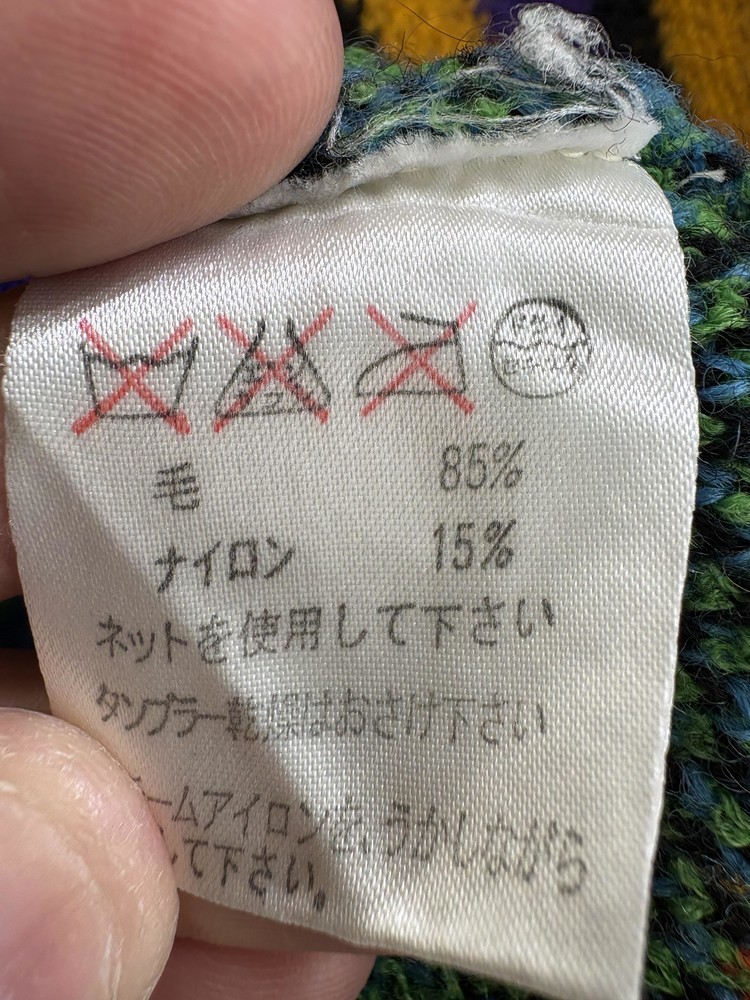 毛 85%
ナイロン 15%
ネットを使用して下さい
タンブラー乾燥はおさけ下さい
ームアイロンを、うかしながら
して下さい。